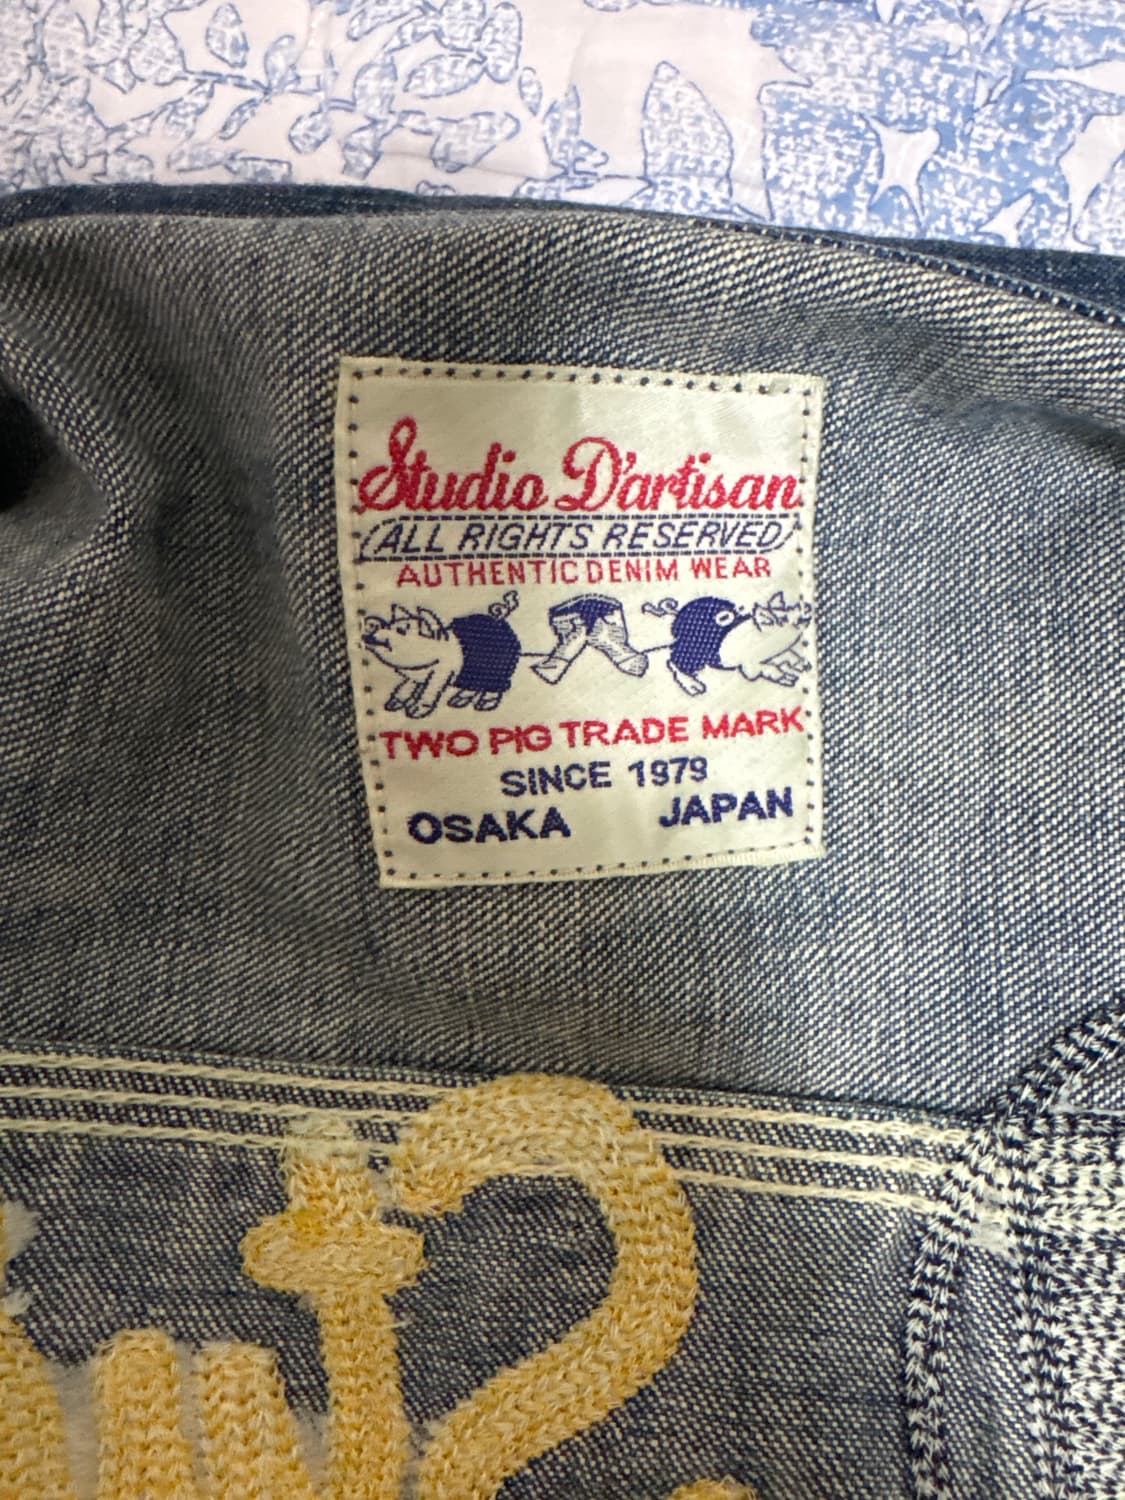 Studio D'artisan
(ALL RIGHTS RESERVED)
AUTHENTIC DENIM WEAR
TWO PIG TRADE MARK
SINCE 1979
OSAKA JAPAN